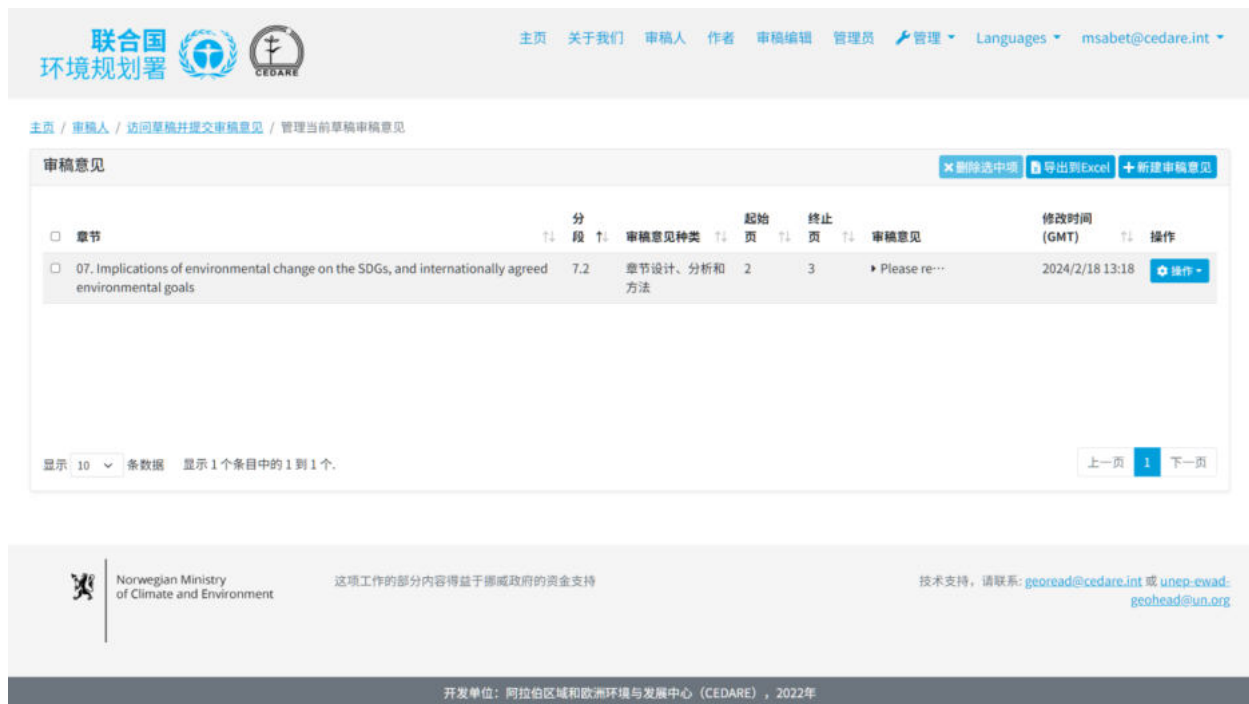 联合国
环境规划署
CEDARE
主页 关于我们 审稿人 作者 审稿编辑 管理员 管理 Languages msabet@cedare.int
主页 / 审稿人 / 访问草稿并提交审稿意见 / 管理当前草稿审稿意见
审稿意见 删除选中项 导出到Excel 新建审稿意见
章节 分段 审稿意见种类 起始页 终止页 审稿意见 修改时间 (GMT) 操作
07. Implications of environmental change on the SDGs, and internationally agreed 7.2 章节设计、分析和 2 3 Please re… 2024/2/18 13:18 操作
environmental goals 方法
显示 10 条数据 显示 1 个条目中的 1 到 1 个. 上一页 1 下一页
Norwegian Ministry 这项工作的部分内容得益于挪威政府的资金支持 技术支持，请联系: georead@cedare.int 或 unep-ewad-
of Climate and Environment geohead@un.org
开发单位：阿拉伯区域和欧洲环境与发展中心（CEDARE），2022年